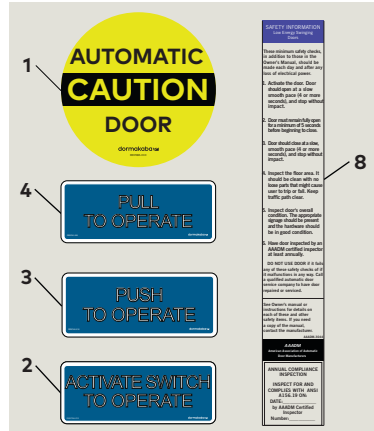 1
AUTOMATIC
CAUTION
DOOR
dormakaba
4
PULL
TO OPERATE
dormakaba
3
PUSH
TO OPERATE
dormakaba
2
ACTIVATE SWITCH
TO OPERATE
dormakaba
8
SAFETY INFORMATION
Low Energy Swinging
Doors
These minimum safety checks,
in addition to those in the
Owner's Manual, should be
made each day and after any
loss of electrical power.
1. Activate the door. Door
should open at a slow
smooth pace (4 or more
seconds), and stop without
impact.
2. Door must remain fully open
for a minimum of 5 seconds
before beginning to close.
3. Door should close at a slow,
smooth pace (4 or more
seconds), and stop without
impact.
4. Inspect the floor area. It
should be clean with no
loose parts that might cause
user to trip or fall. Keep
traffic path clear.
5. Inspect door's overall
condition. The appropriate
signage should be present
and the hardware should
be in good condition.
6. Have door inspected by an
AAADM certified inspector
at least annually.
DO NOT USE DOOR if it fails
any of these safety checks of if
it malfunctions in any way. Call
a qualified automatic door
service company to have door
repaired or serviced.
See Owner's manual or
instructions for details on
each of these and other
safety items. If you need
a copy of the manual,
contact the manufacturer.
AAADM
American Association of Automatic
Door Manufacturers
ANNUAL COMPLIANCE
INSPECTION
INSPECT FOR AND
COMPLIES WITH ANSI
A156.19 ON:
DATE:
by AAADM Certified
Inspector
Number: